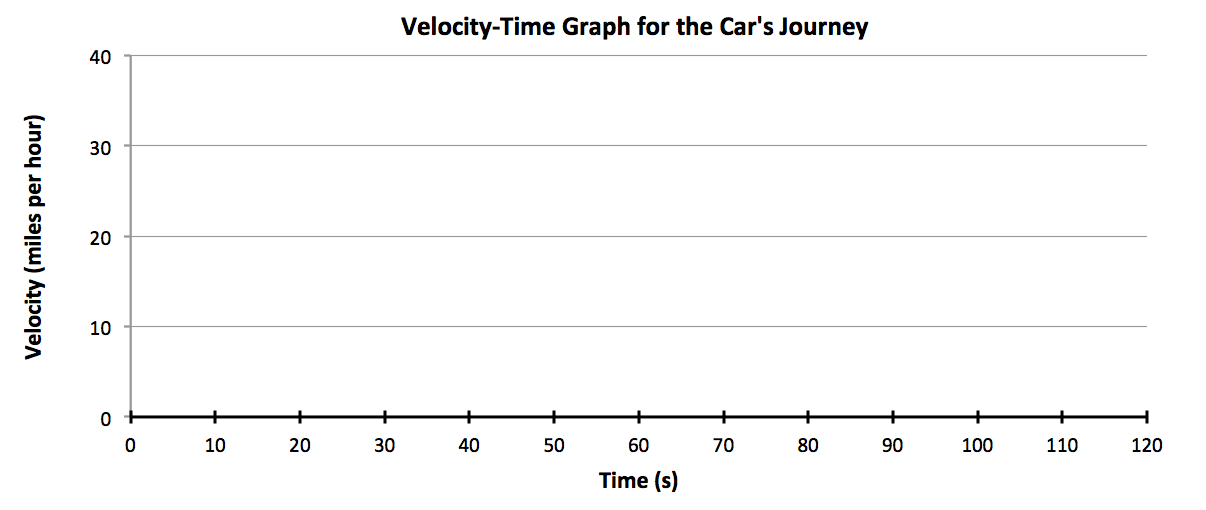 Velocity-Time Graph for the Car's Journey
Velocity (miles per hour)
40
30
20
10
0
0 10 20 30 40 50 60 70 80 90 100 110 120
Time (s)